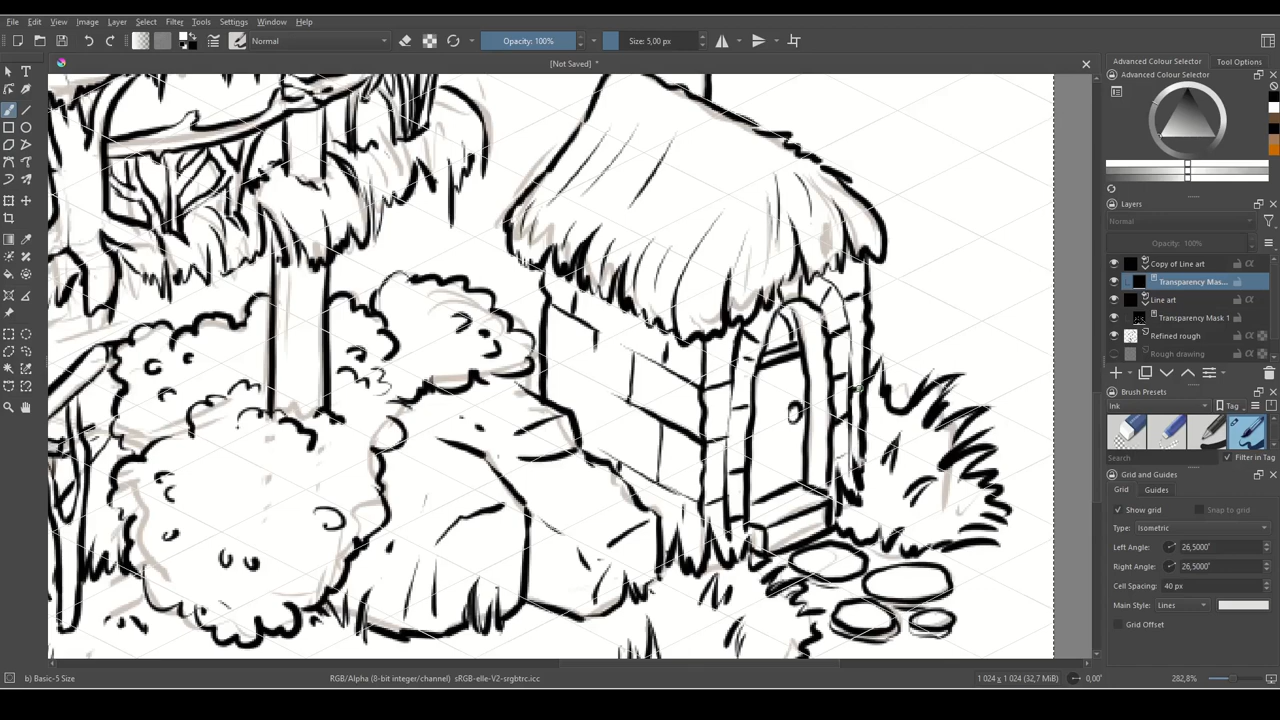 File Edit View Image Layer Select Filter Tools Settings Window Help
Normal Opacity: 100% Size: 5,00 px
[Not Saved] *
Advanced Colour Selector Tool Options
Advanced Colour Selector
Layers
Normal
Opacity: 100%
Copy of Line art
Transparency Mas...
Line art
Transparency Mask 1
Refined rough
Rough drawing
Brush Presets
Ink Tag
Search Filter in Tag
Grid and Guides
Grid Guides
Show grid Snap to grid
Type: Isometric
Left Angle: 26,5000°
Right Angle: 26,5000°
Cell Spacing: 40 px
Main Style: Lines
Grid Offset
b) Basic-5 Size RGB/Alpha (8-bit integer/channel) sRGB-elle-V2-srgbtrc.icc 1 024 x 1 024 (32,7 MiB) 0,00° 282,8%